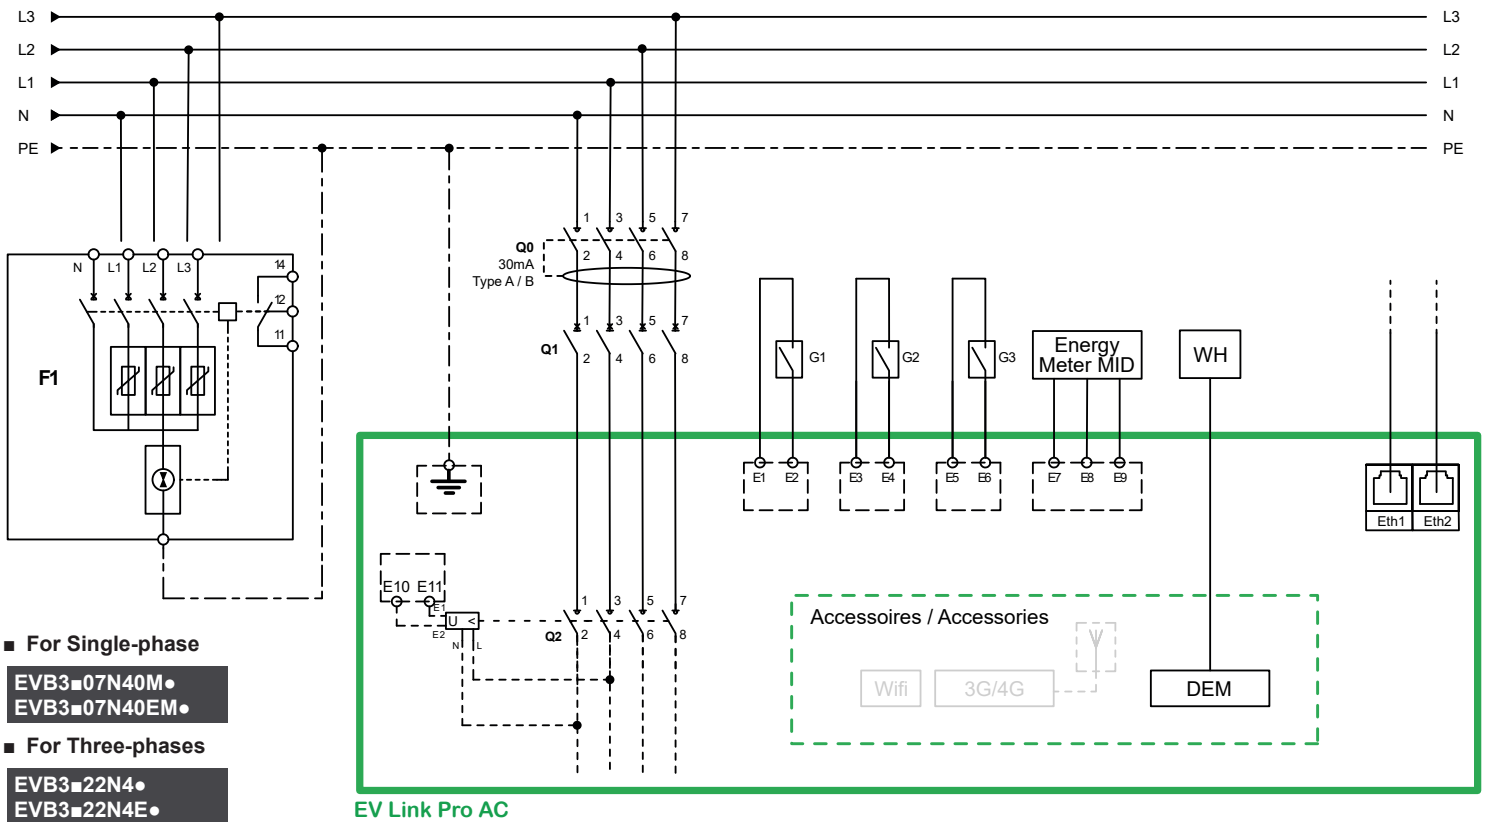 L3 L3
L2 L2
L1 L1
N N
PE PE
1 3 5 7
Q0
30mA
Type A / B
2 4 6 8
N L1 L2 L3 14
12
11
F1
1 3 5 7
Q1
2 4 6 8
G1 G2 G3
Energy
Meter MID
WH
E1 E2 E3 E4 E5 E6 E7 E8 E9
Eth1 Eth2
E10 E11
E1
U <
E2
N L
1 3 5 7
Q2
2 4 6 8
Accessoires / Accessories
Wifi 3G/4G DEM
■ For Single-phase
EVB3■07N40M●
EVB3■07N40EM●
■ For Three-phases
EVB3■22N4●
EVB3■22N4E●
EV Link Pro AC